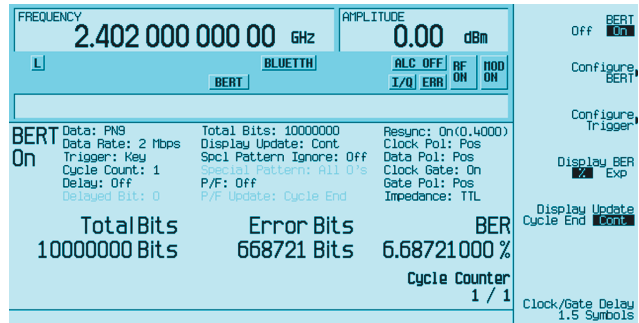 FREQUENCY
2.402 000 000 00 GHz
AMPLITUDE
0.00 dBm
L
BLUETTH
ALC OFF
RF ON
MOD ON
BERT
I/Q
ERR
BERT On
Data: PN9
Data Rate: 2 Mbps
Trigger: Key
Cycle Count: 1
Delay: Off
Delayed Bit: 0
Total Bits: 10000000
Display Update: Cont
Spcl Pattern Ignore: Off
Special Pattern: All 0's
P/F: Off
P/F Update: Cycle End
Resync: On(0.4000)
Clock Pol: Pos
Data Pol: Pos
Clock Gate: On
Gate Pol: Pos
Impedance: TTL
Total Bits
10000000 Bits
Error Bits
668721 Bits
BER
6.68721000 %
Cycle Counter
1 / 1
BERT
Off On
Configure
BERT
Configure
Trigger
Display BER
% Exp
Display Update
Cycle End Cont
Clock/Gate Delay
1.5 Symbols